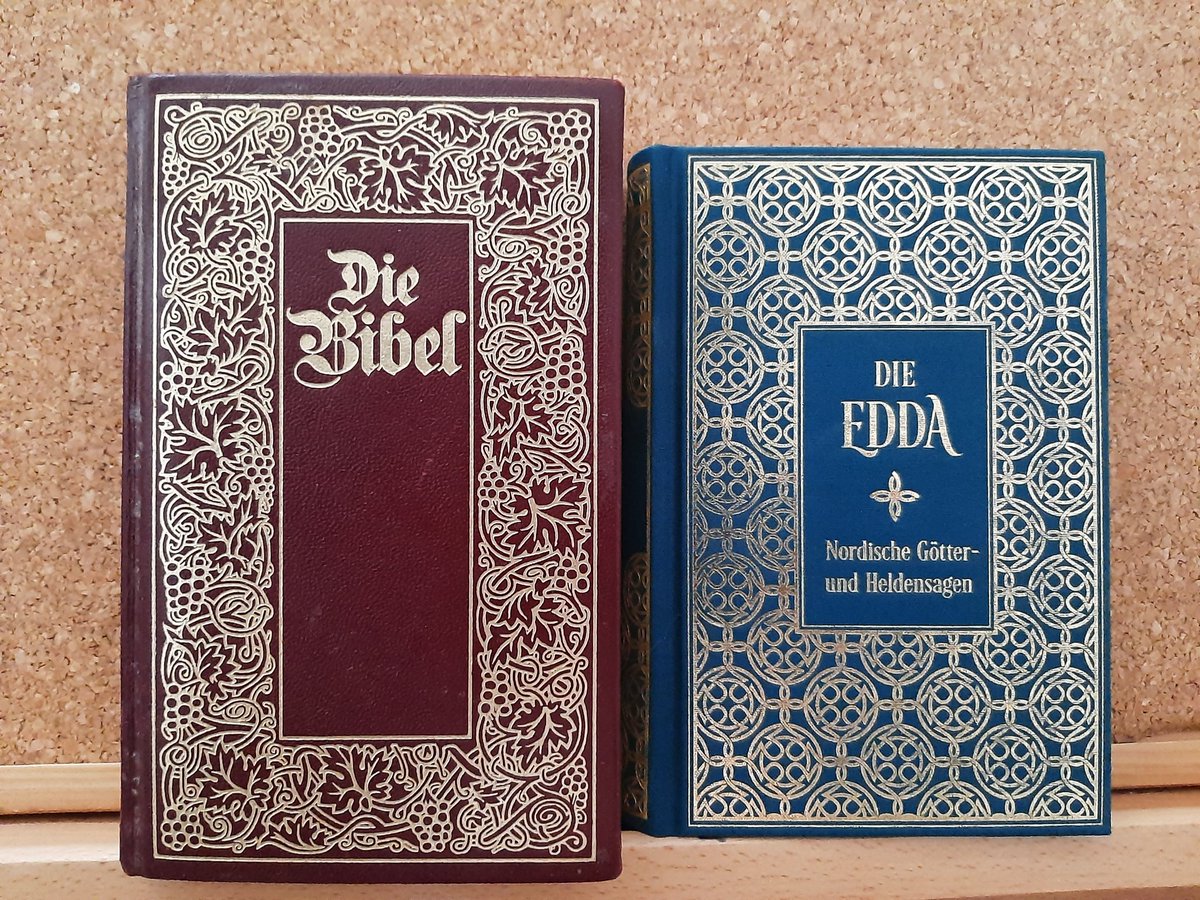 Die
Bibel
DIE
EDDA
Nordische Götter-
und Heldensagen